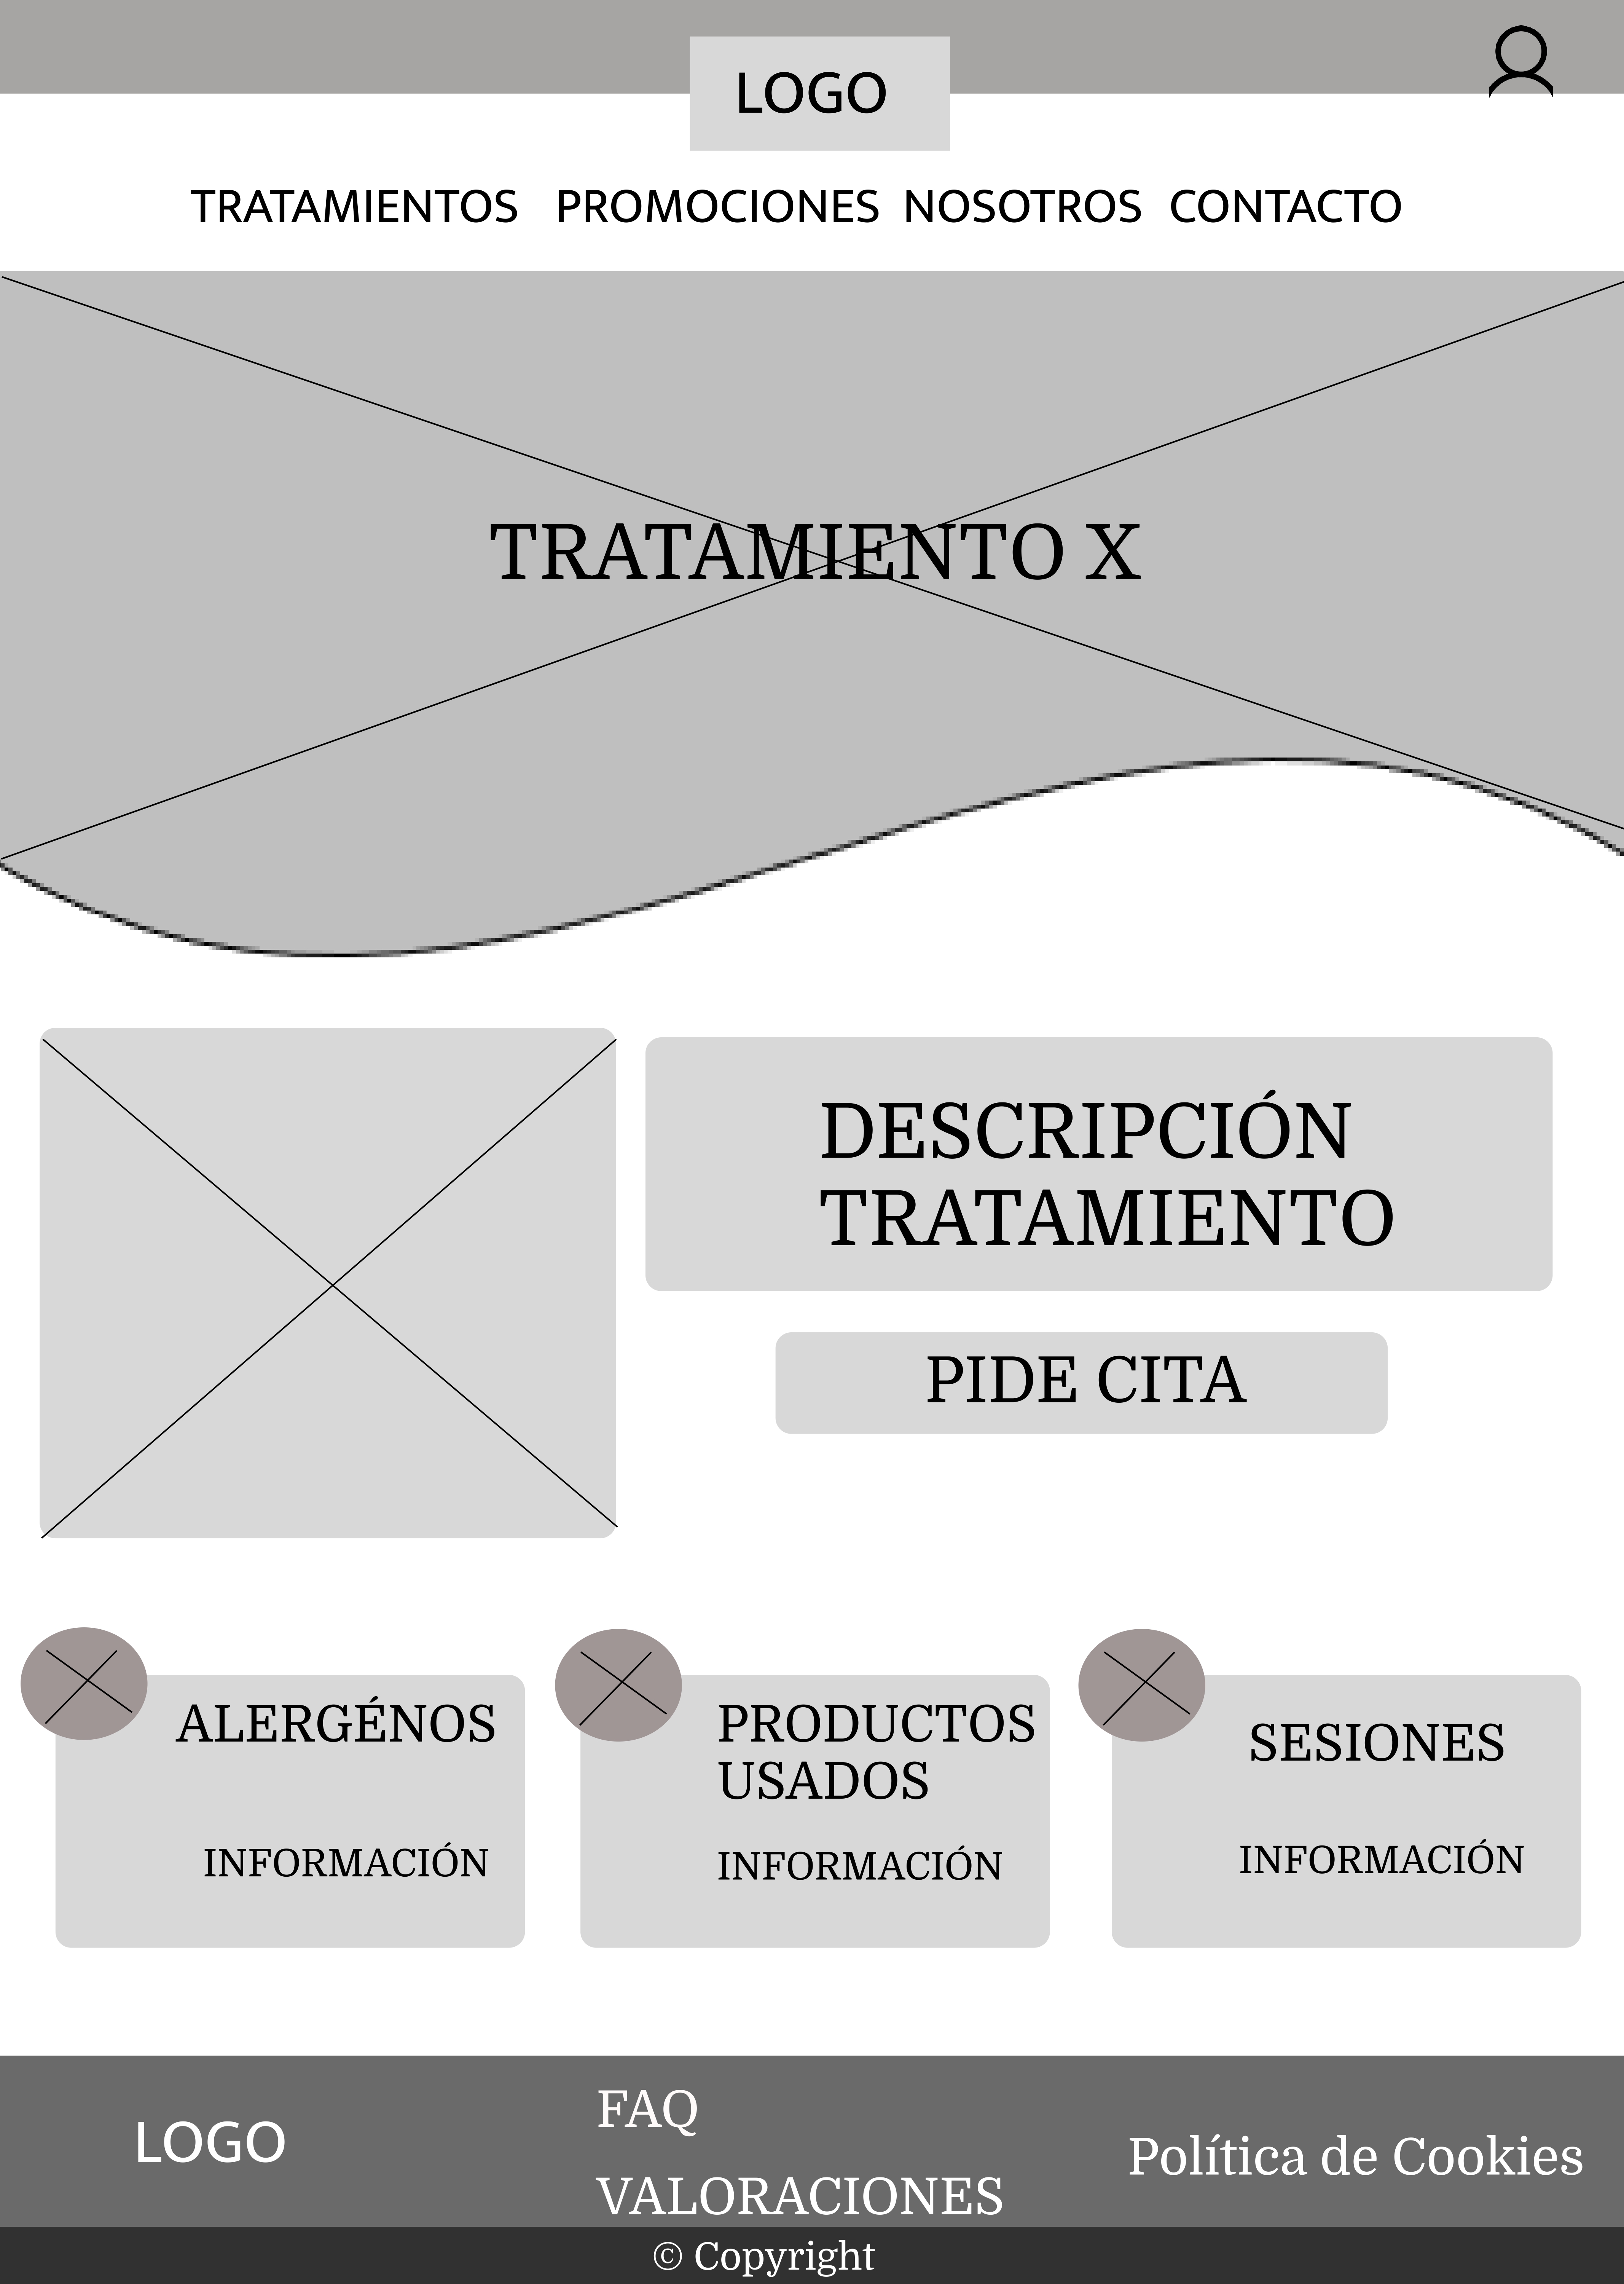 LOGO
TRATAMIENTOS PROMOCIONES NOSOTROS CONTACTO
TRATAMIENTO X
DESCRIPCIÓN
TRATAMIENTO
PIDE CITA
ALERGÉNOS
INFORMACIÓN
PRODUCTOS
USADOS
INFORMACIÓN
SESIONES
INFORMACIÓN
LOGO
FAQ
VALORACIONES
Política de Cookies
© Copyright